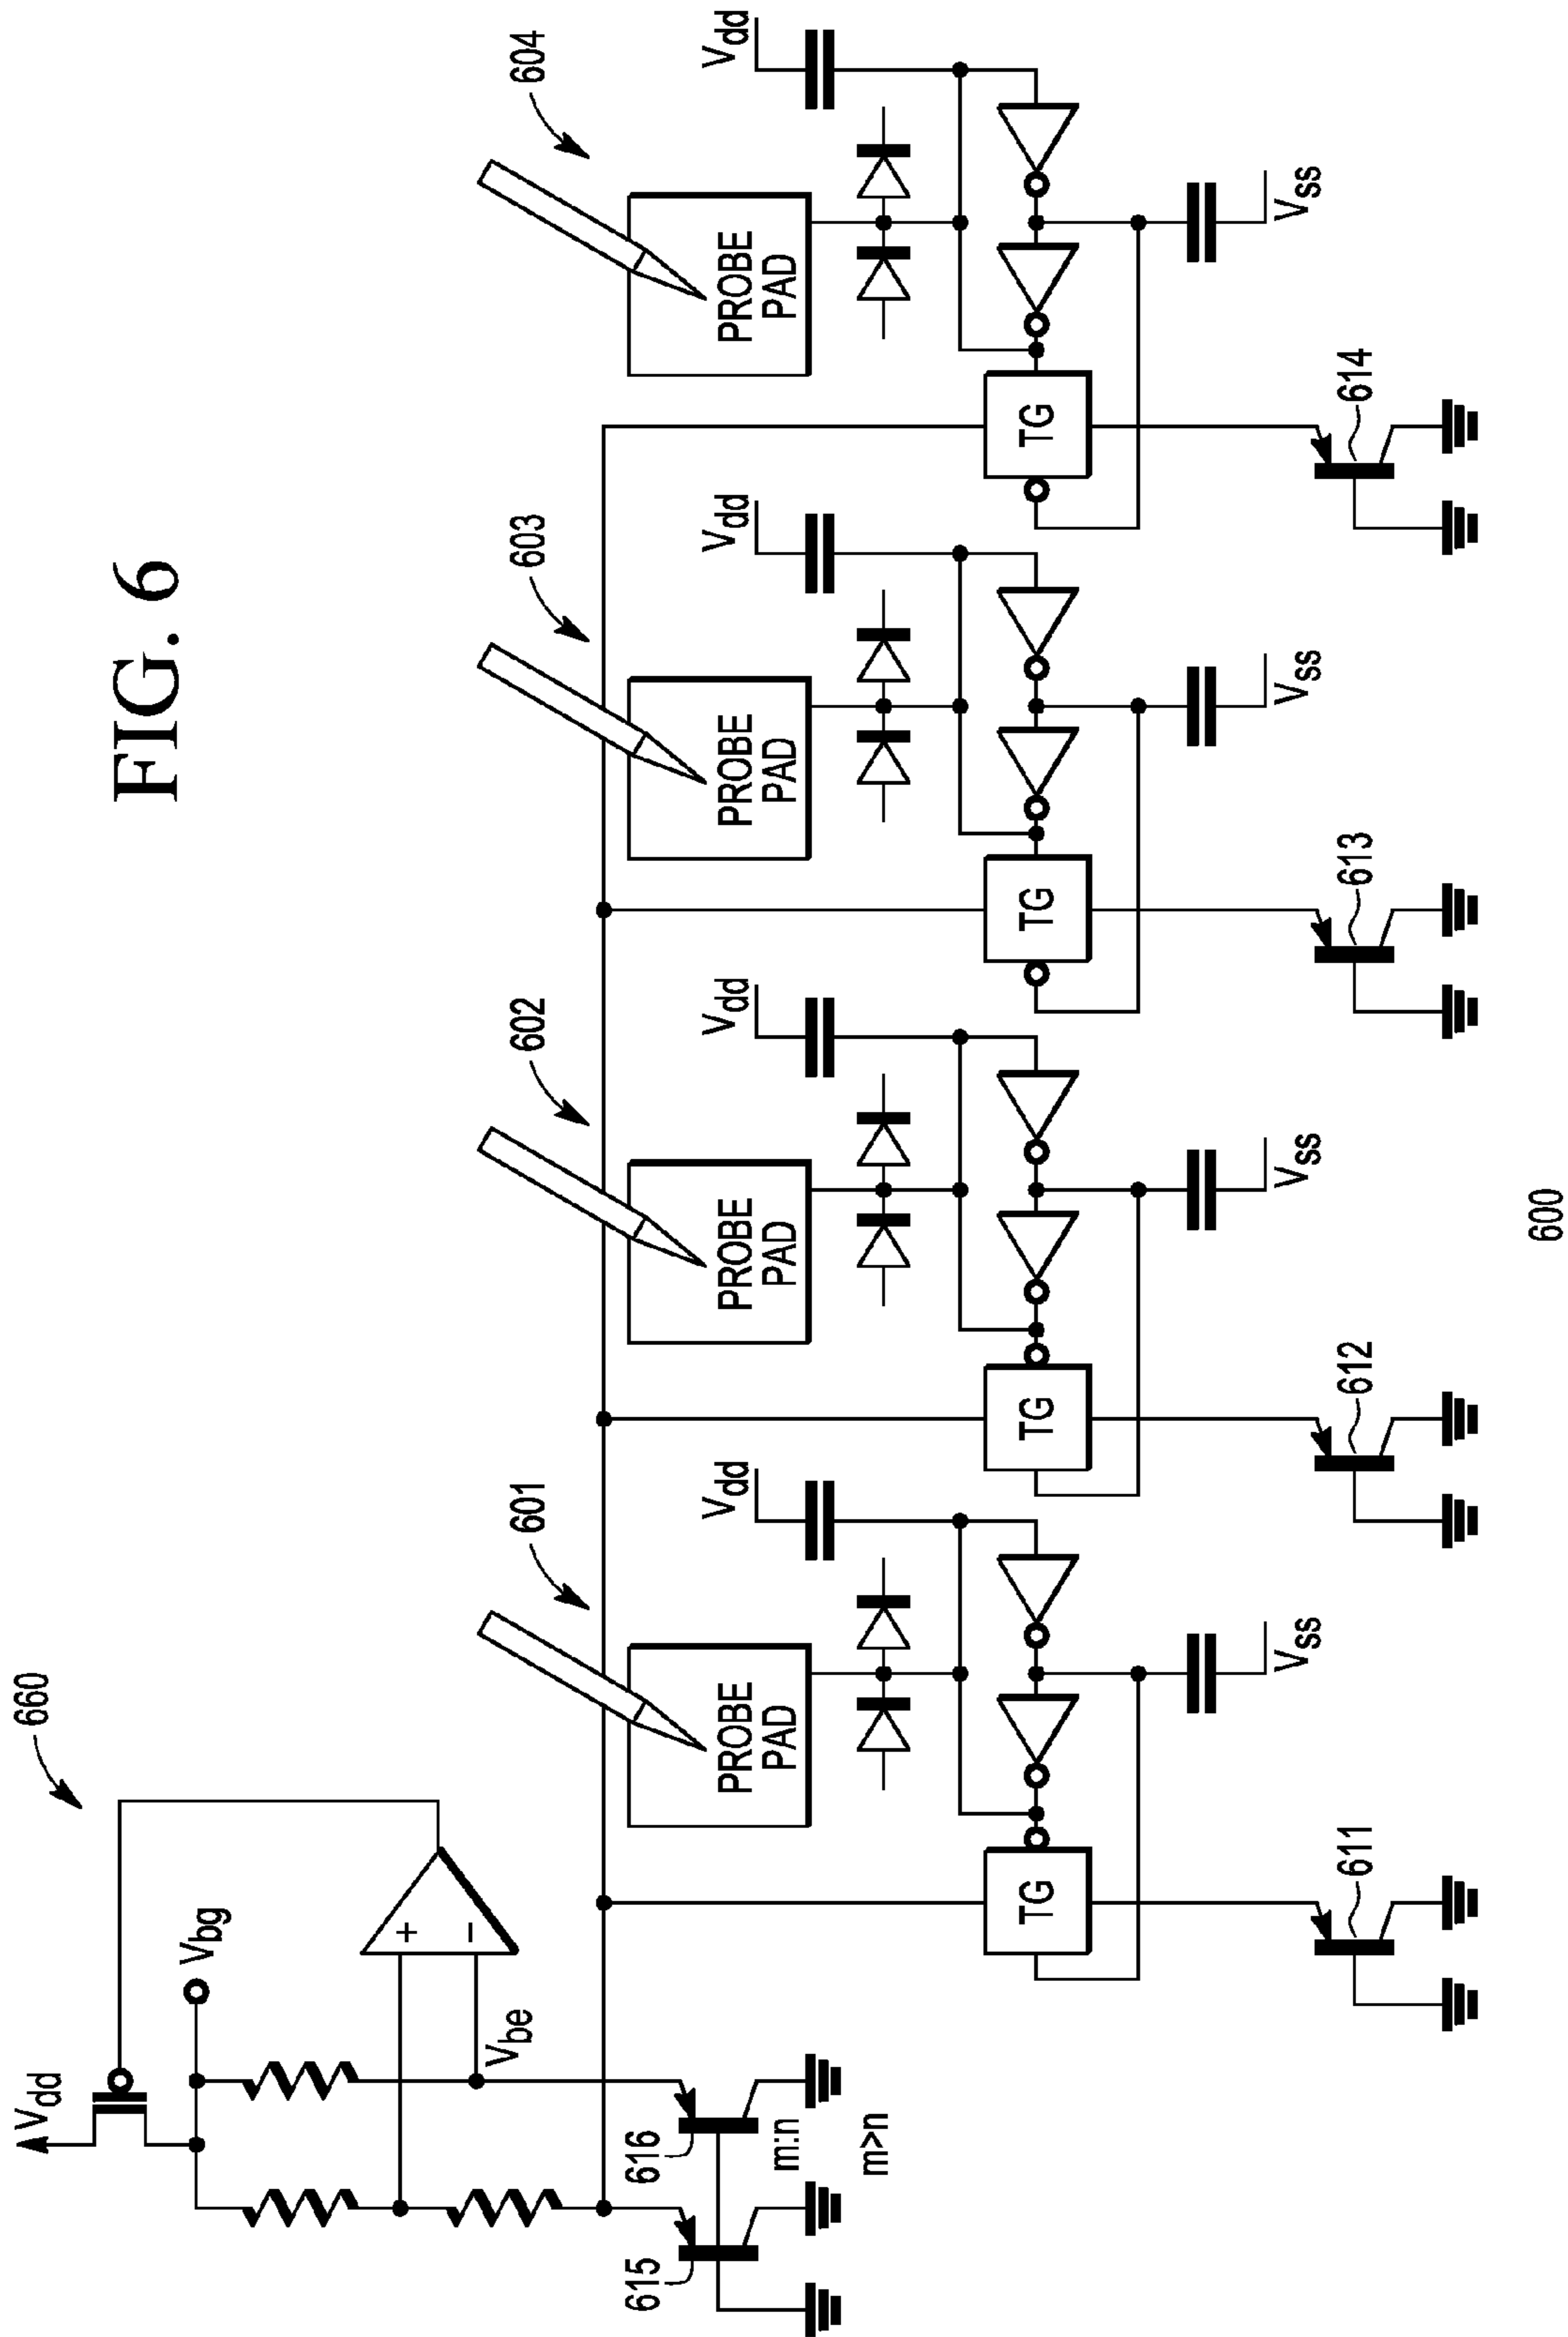 FIG. 6
660
Vdd
Vbg
+
−
Vbe
615
616
m:n
m>n
601
602
603
604
PROBE
PAD
PROBE
PAD
PROBE
PAD
PROBE
PAD
Vdd
Vdd
Vdd
Vdd
TG
TG
TG
TG
Vss
Vss
Vss
Vss
611
612
613
614
600